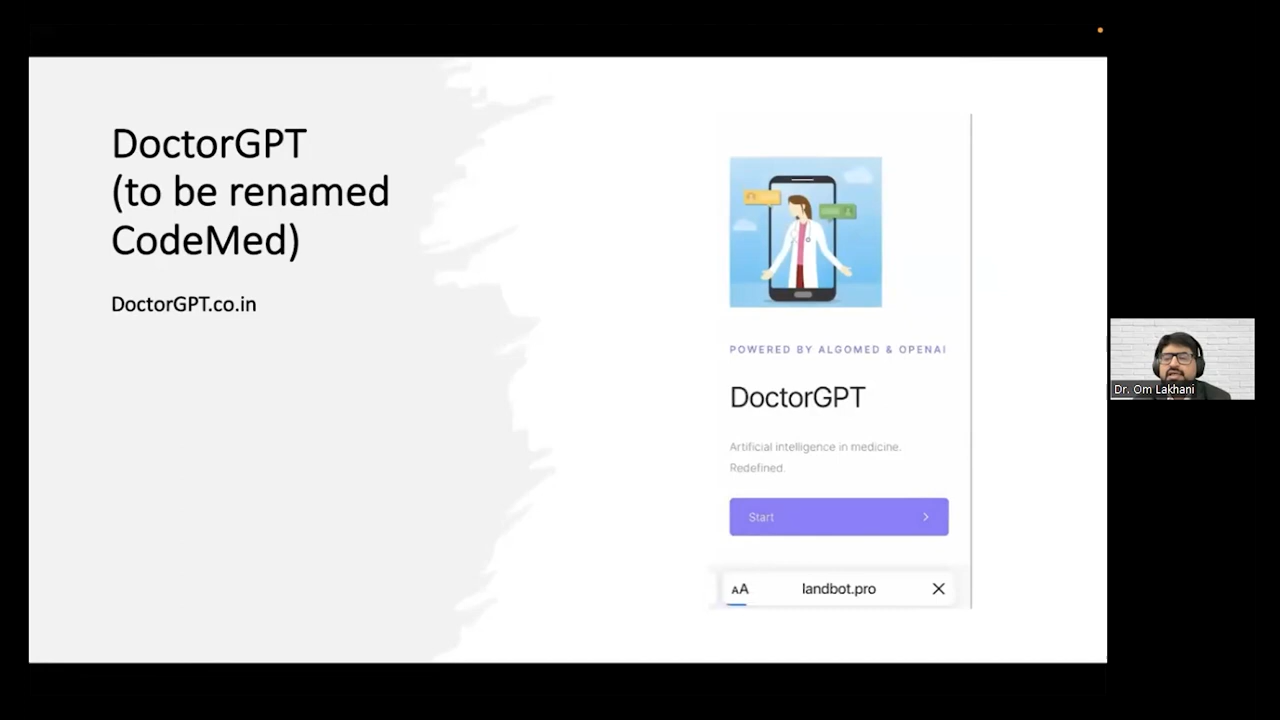 DoctorGPT
(to be renamed
CodeMed)
DoctorGPT.co.in
POWERED BY ALGOMED & OPENAI
DoctorGPT
Artificial intelligence in medicine.
Redefined.
Start
AA landbot.pro
Dr. Om Lakhani